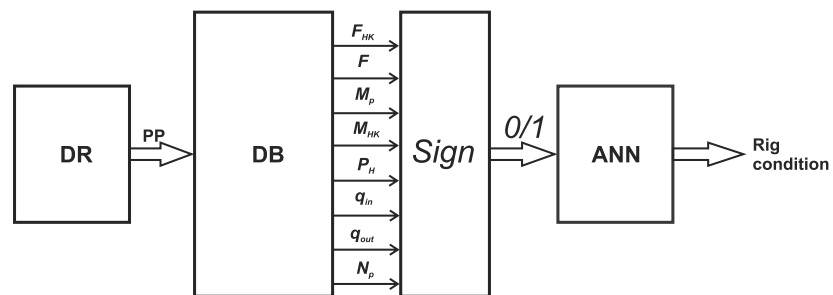 DR
PP
DB
F_HK
F
M_p
M_HK
P_H
q_in
q_out
N_p
Sign
0/1
ANN
Rig
condition